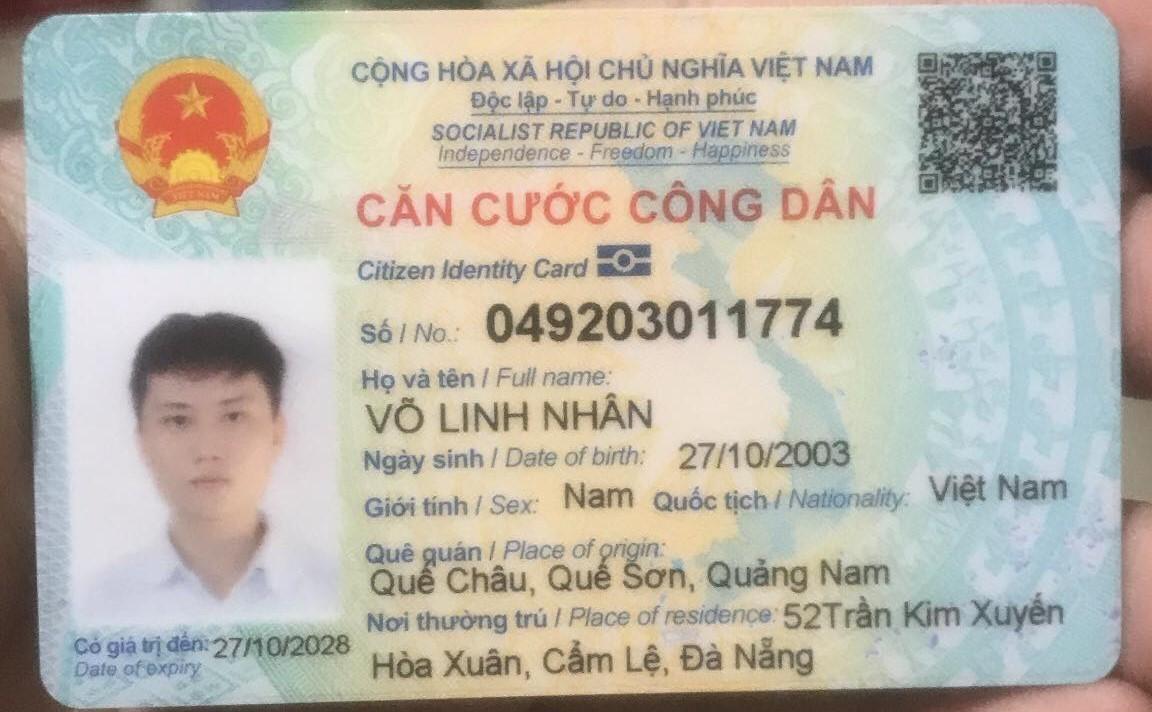 CỘNG HÒA XÃ HỘI CHỦ NGHĨA VIỆT NAM
Độc lập - Tự do - Hạnh phúc
SOCIALIST REPUBLIC OF VIET NAM
Independence - Freedom - Happiness
CĂN CƯỚC CÔNG DÂN
Citizen Identity Card
Số / No.: 049203011774
Họ và tên / Full name:
VÕ LINH NHÂN
Ngày sinh / Date of birth: 27/10/2003
Giới tính / Sex: Nam Quốc tịch / Nationality: Việt Nam
Quê quán / Place of origin:
Quế Châu, Quế Sơn, Quảng Nam
Nơi thường trú / Place of residence: 52Trần Kim Xuyến
Hòa Xuân, Cẩm Lệ, Đà Nẵng
Có giá trị đến: 27/10/2028
Date of expiry